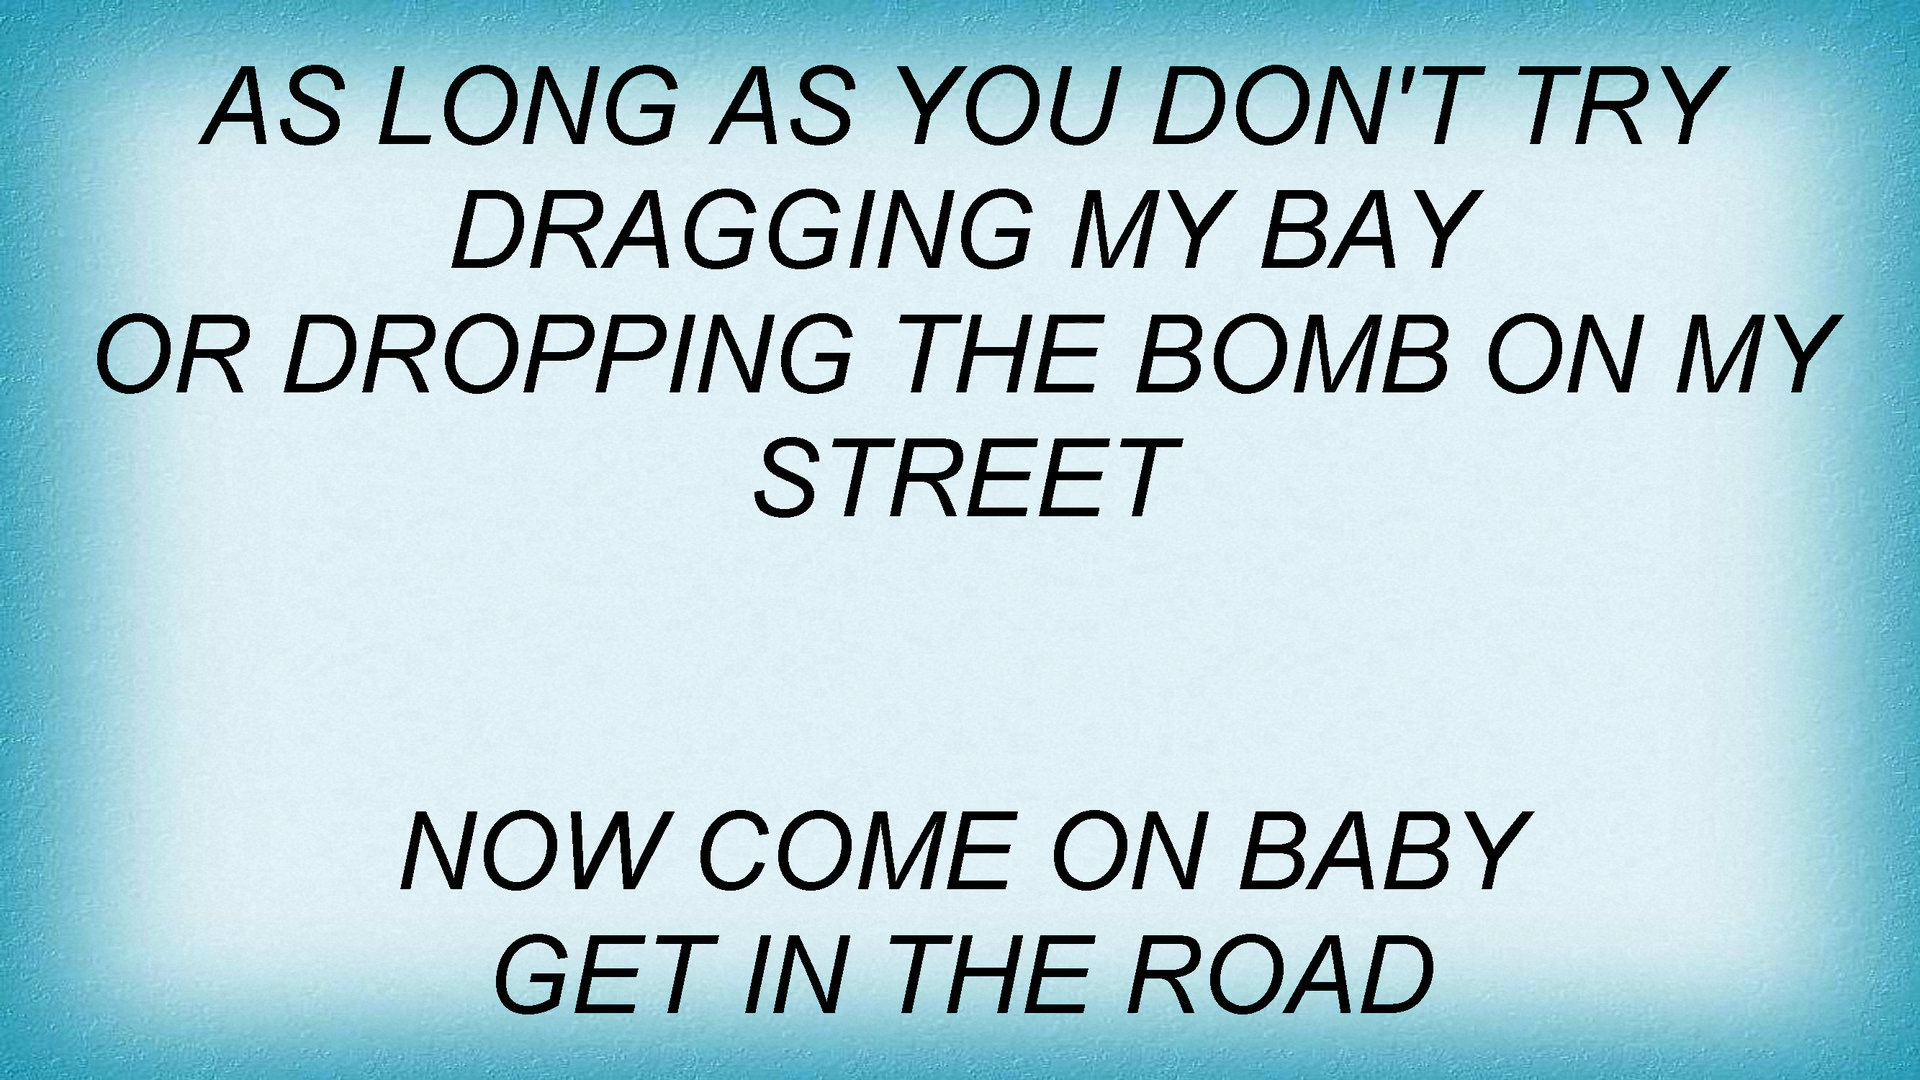 AS LONG AS YOU DON'T TRY
DRAGGING MY BAY
OR DROPPING THE BOMB ON MY
STREET
NOW COME ON BABY
GET IN THE ROAD